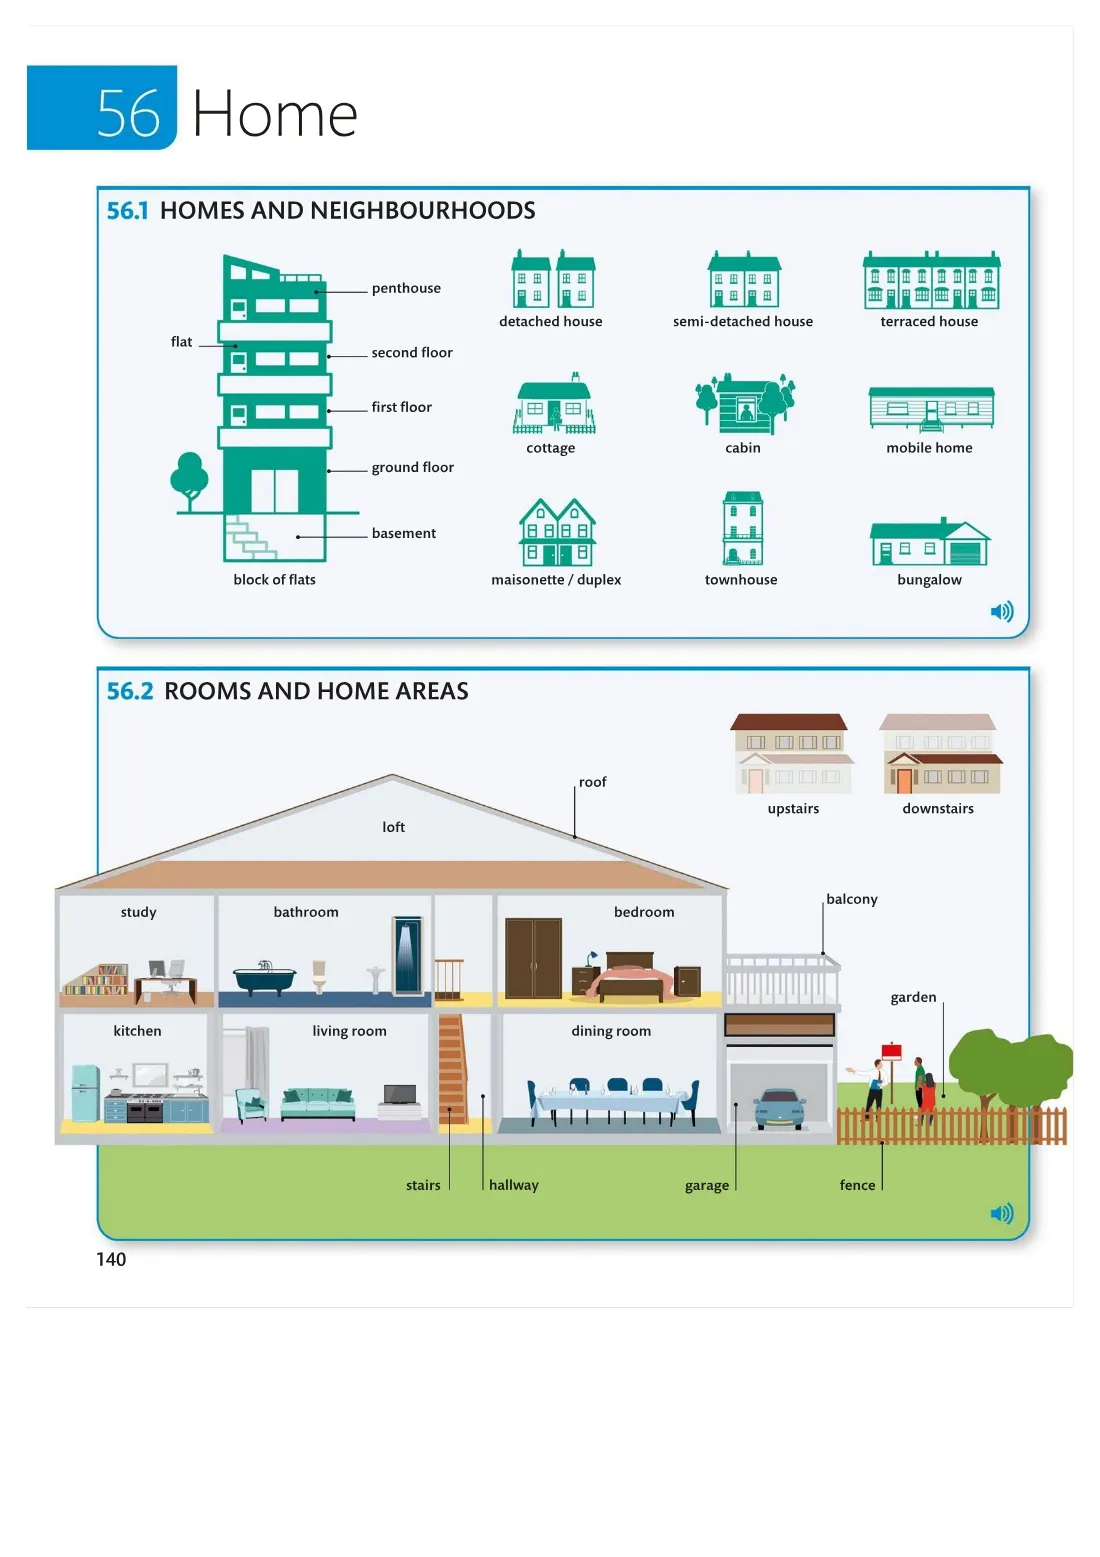 56 Home
56.1 HOMES AND NEIGHBOURHOODS
penthouse
flat
second floor
first floor
ground floor
basement
block of flats
detached house
semi-detached house
terraced house
cottage
cabin
mobile home
maisonette / duplex
townhouse
bungalow
56.2 ROOMS AND HOME AREAS
upstairs
downstairs
roof
loft
study
bathroom
bedroom
balcony
garden
kitchen
living room
dining room
stairs
hallway
garage
fence
140